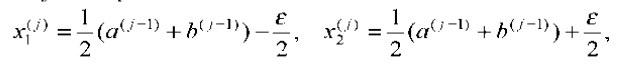 $x_1^{(j)} = \frac{1}{2}(a^{(j-1)} + b^{(j-1)}) - \frac{\varepsilon}{2}, \quad x_2^{(j)} = \frac{1}{2}(a^{(j-1)} + b^{(j-1)}) + \frac{\varepsilon}{2},$